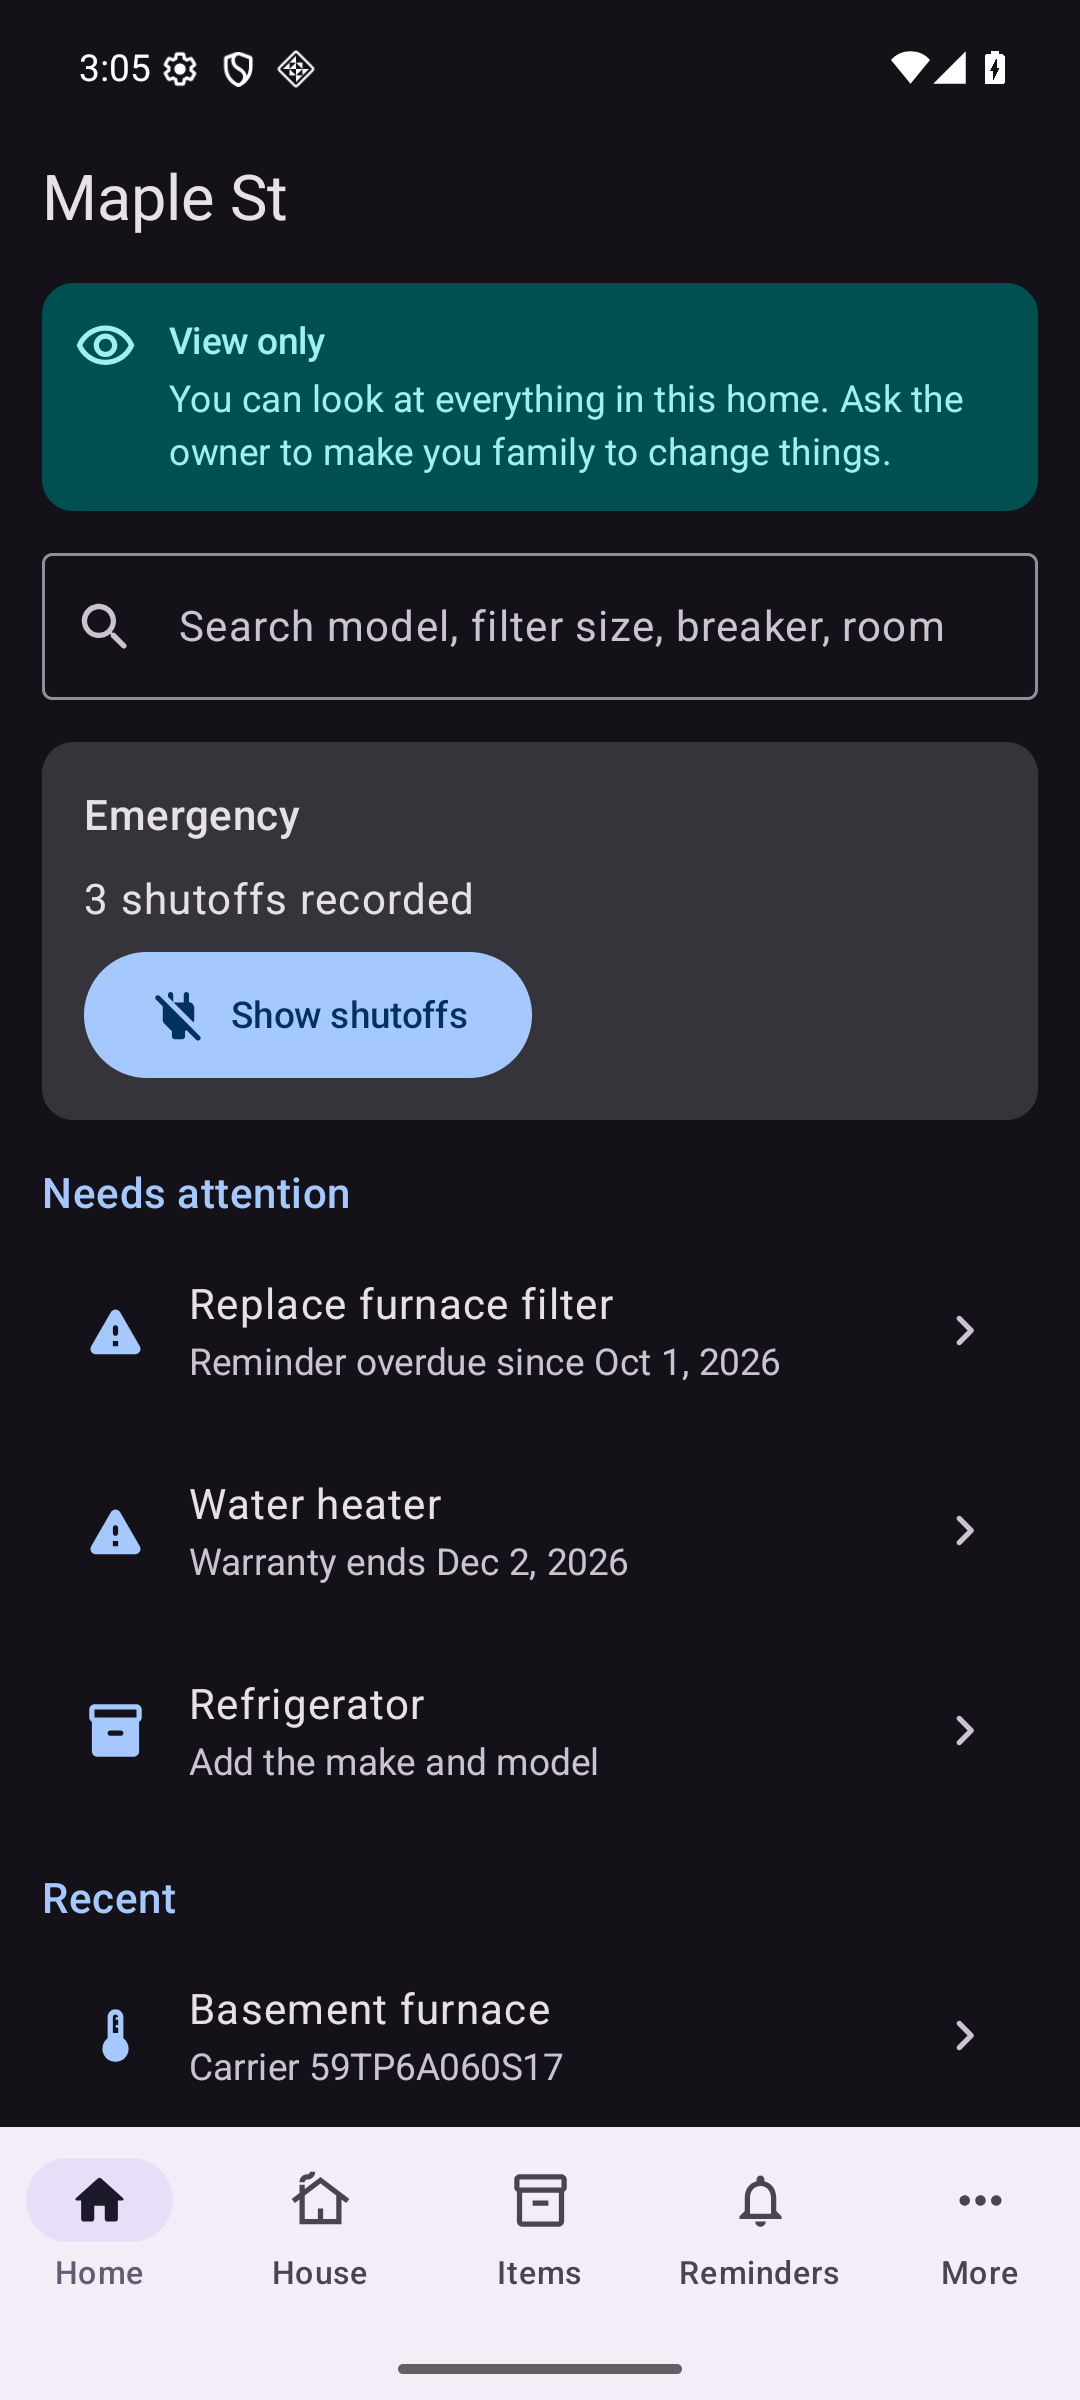 3:05
Maple St
View only
You can look at everything in this home. Ask the
owner to make you family to change things.
Search model, filter size, breaker, room
Emergency
3 shutoffs recorded
Show shutoffs
Needs attention
Replace furnace filter
Reminder overdue since Oct 1, 2026
Water heater
Warranty ends Dec 2, 2026
Refrigerator
Add the make and model
Recent
Basement furnace
Carrier 59TP6A060S17
Home House Items Reminders More